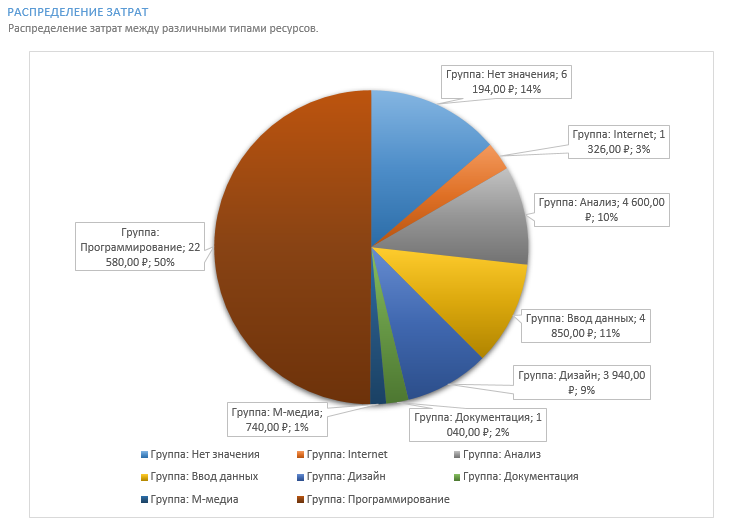 РАСПРЕДЕЛЕНИЕ ЗАТРАТ
Распределение затрат между различными типами ресурсов.
Группа: Нет значения; 6
194,00 ₽; 14%
Группа: Internet; 1
326,00 ₽; 3%
Группа: Анализ; 4 600,00
₽; 10%
Группа:
Программирование; 22
580,00 ₽; 50%
Группа: Ввод данных; 4
850,00 ₽; 11%
Группа: Дизайн; 3 940,00
₽; 9%
Группа: М-медиа;
740,00 ₽; 1%
Группа: Документация; 1
040,00 ₽; 2%
Группа: Нет значения
Группа: Internet
Группа: Анализ
Группа: Ввод данных
Группа: Дизайн
Группа: Документация
Группа: М-медиа
Группа: Программирование